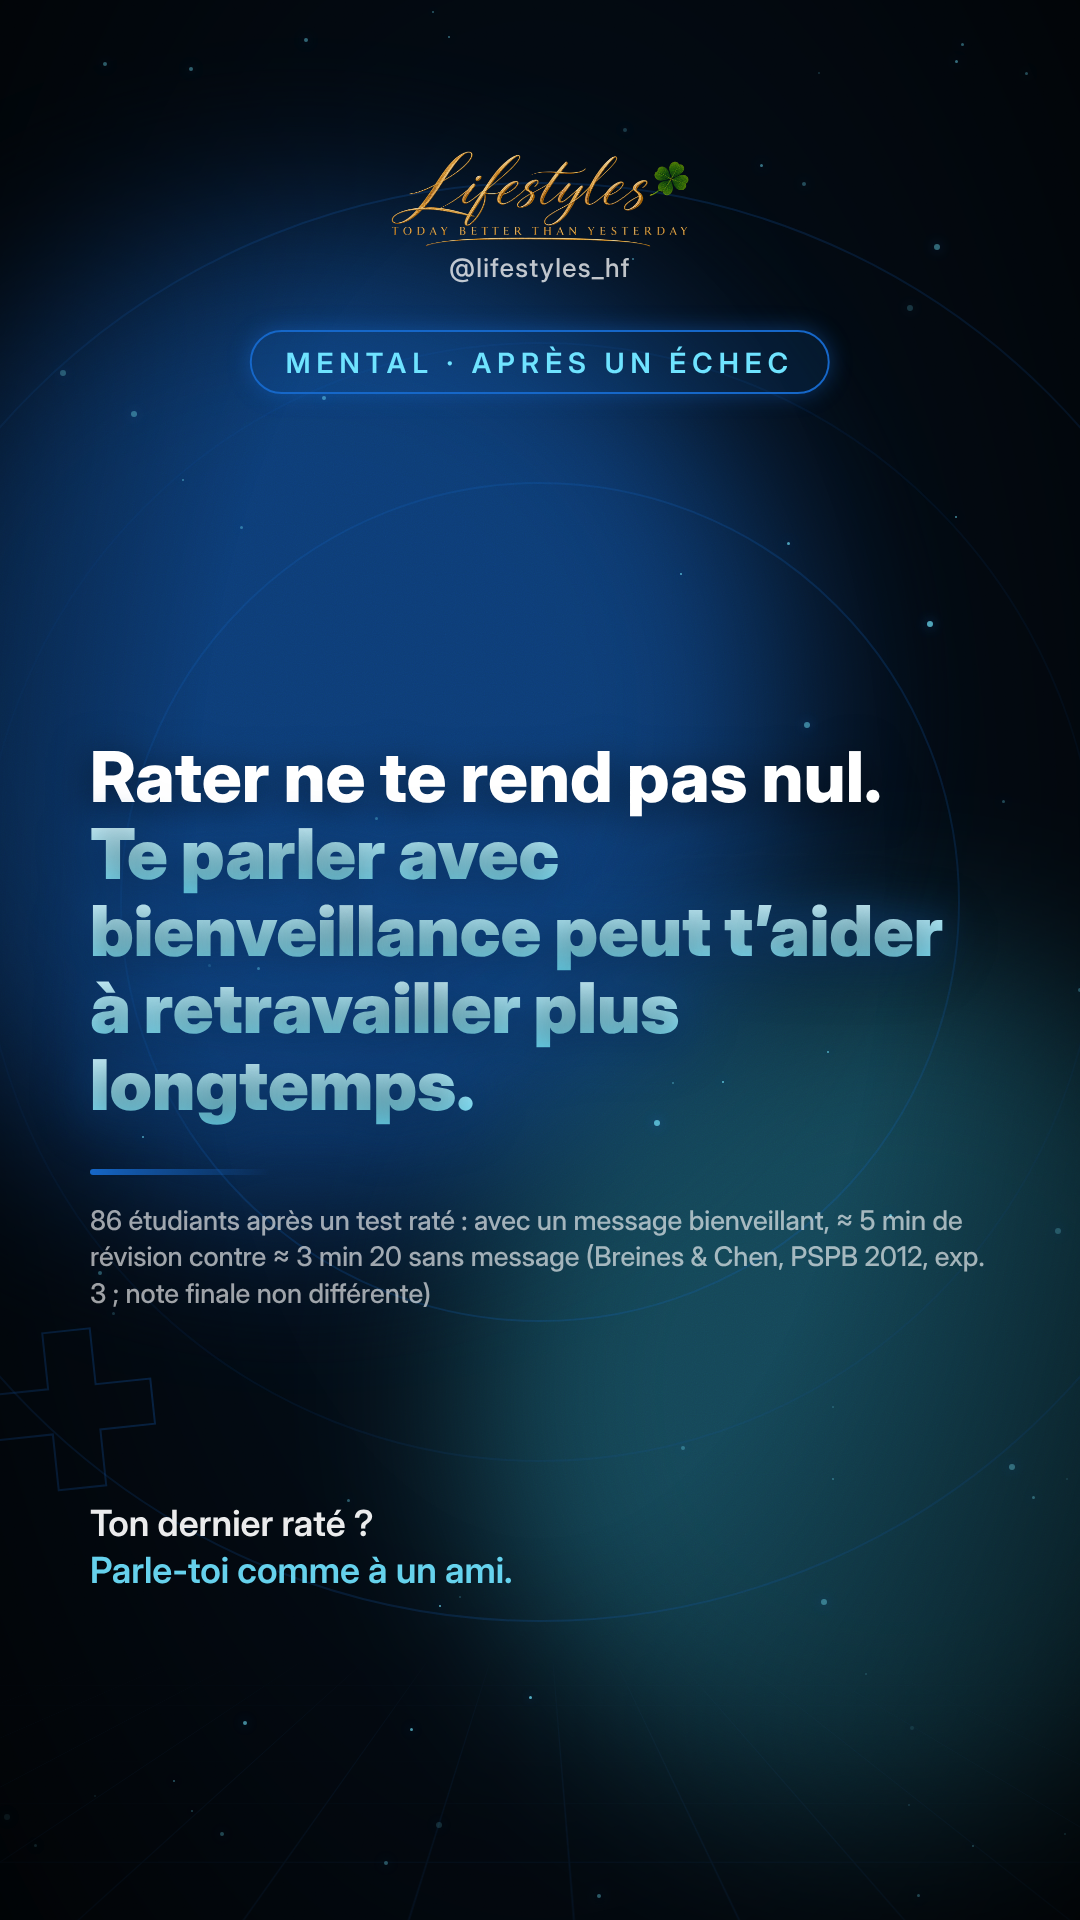 Lifestyles
TODAY BETTER THAN YESTERDAY
@lifestyles_hf
MENTAL · APRÈS UN ÉCHEC
Rater ne te rend pas nul.
Te parler avec
bienveillance peut t’aider
à retravailler plus
longtemps.
86 étudiants après un test raté : avec un message bienveillant, ≈ 5 min de
révision contre ≈ 3 min 20 sans message (Breines & Chen, PSPB 2012, exp.
3 ; note finale non différente)
Ton dernier raté ?
Parle-toi comme à un ami.